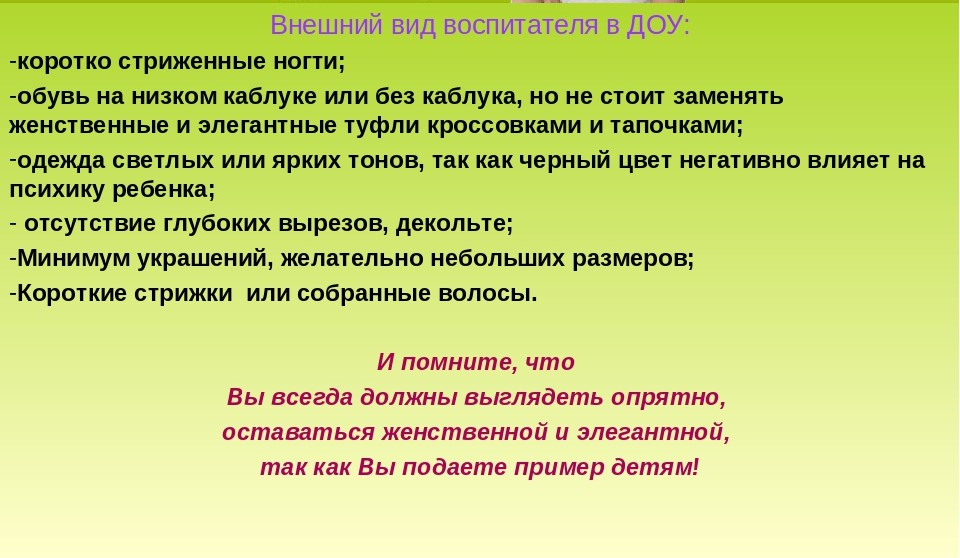 Внешний вид воспитателя в ДОУ:
-коротко стриженные ногти;
-обувь на низком каблуке или без каблука, но не стоит заменять
женственные и элегантные туфли кроссовками и тапочками;
-одежда светлых или ярких тонов, так как черный цвет негативно влияет на
психику ребенка;
- отсутствие глубоких вырезов, декольте;
-Минимум украшений, желательно небольших размеров;
-Короткие стрижки  или собранные волосы.
И помните, что
Вы всегда должны выглядеть опрятно,
оставаться женственной и элегантной,
так как Вы подаете пример детям!